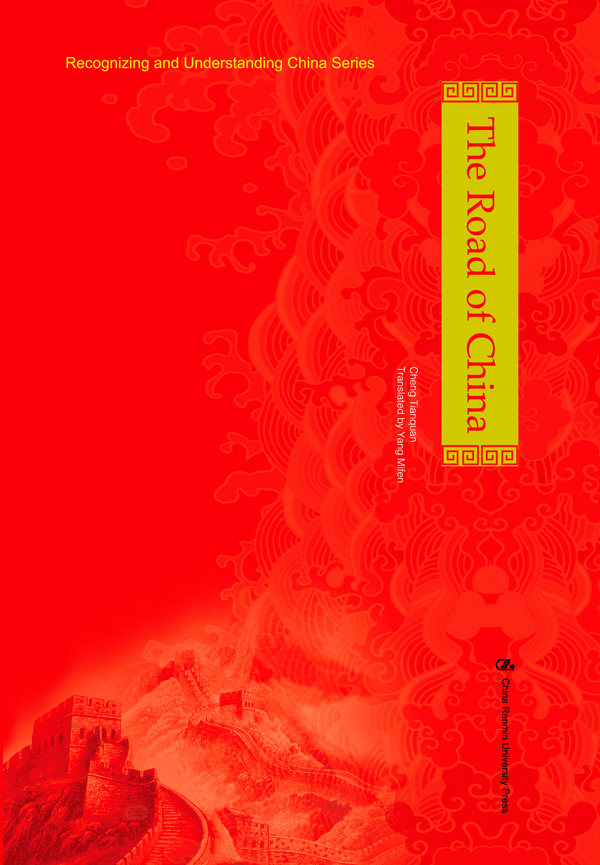 Recognizing and Understanding China Series
The Road of China
Cheng Tianquan
Translated by Yang Mifen
China Renmin University Press